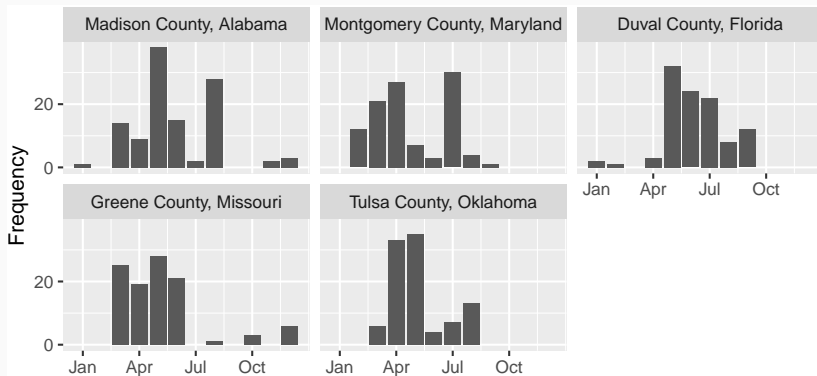 Madison County, Alabama
Montgomery County, Maryland
Duval County, Florida
20
0
Jan Apr Jul Oct
Frequency
Greene County, Missouri
Tulsa County, Oklahoma
20
0
Jan Apr Jul Oct
Jan Apr Jul Oct